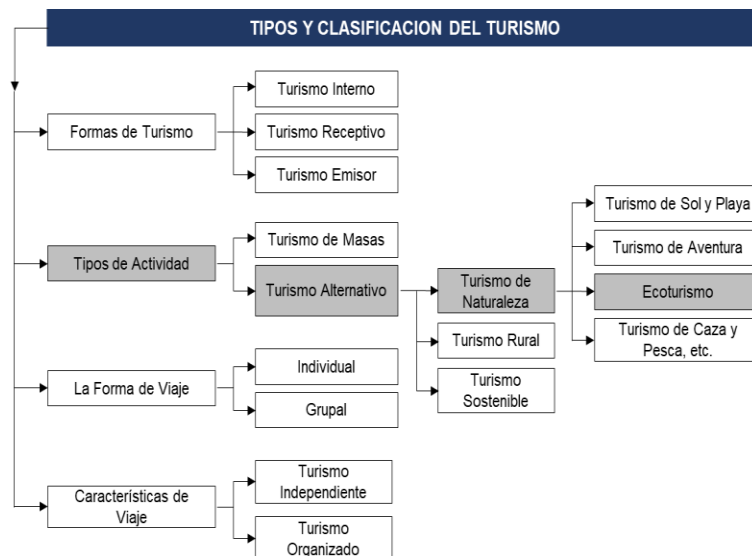 TIPOS Y CLASIFICACION DEL TURISMO
Formas de Turismo
Turismo Interno
Turismo Receptivo
Turismo Emisor
Tipos de Actividad
Turismo de Masas
Turismo Alternativo
Turismo de
Naturaleza
Turismo Rural
Turismo
Sostenible
Turismo de Sol y Playa
Turismo de Aventura
Ecoturismo
Turismo de Caza y
Pesca, etc.
La Forma de Viaje
Individual
Grupal
Características de
Viaje
Turismo
Independiente
Turismo
Organizado